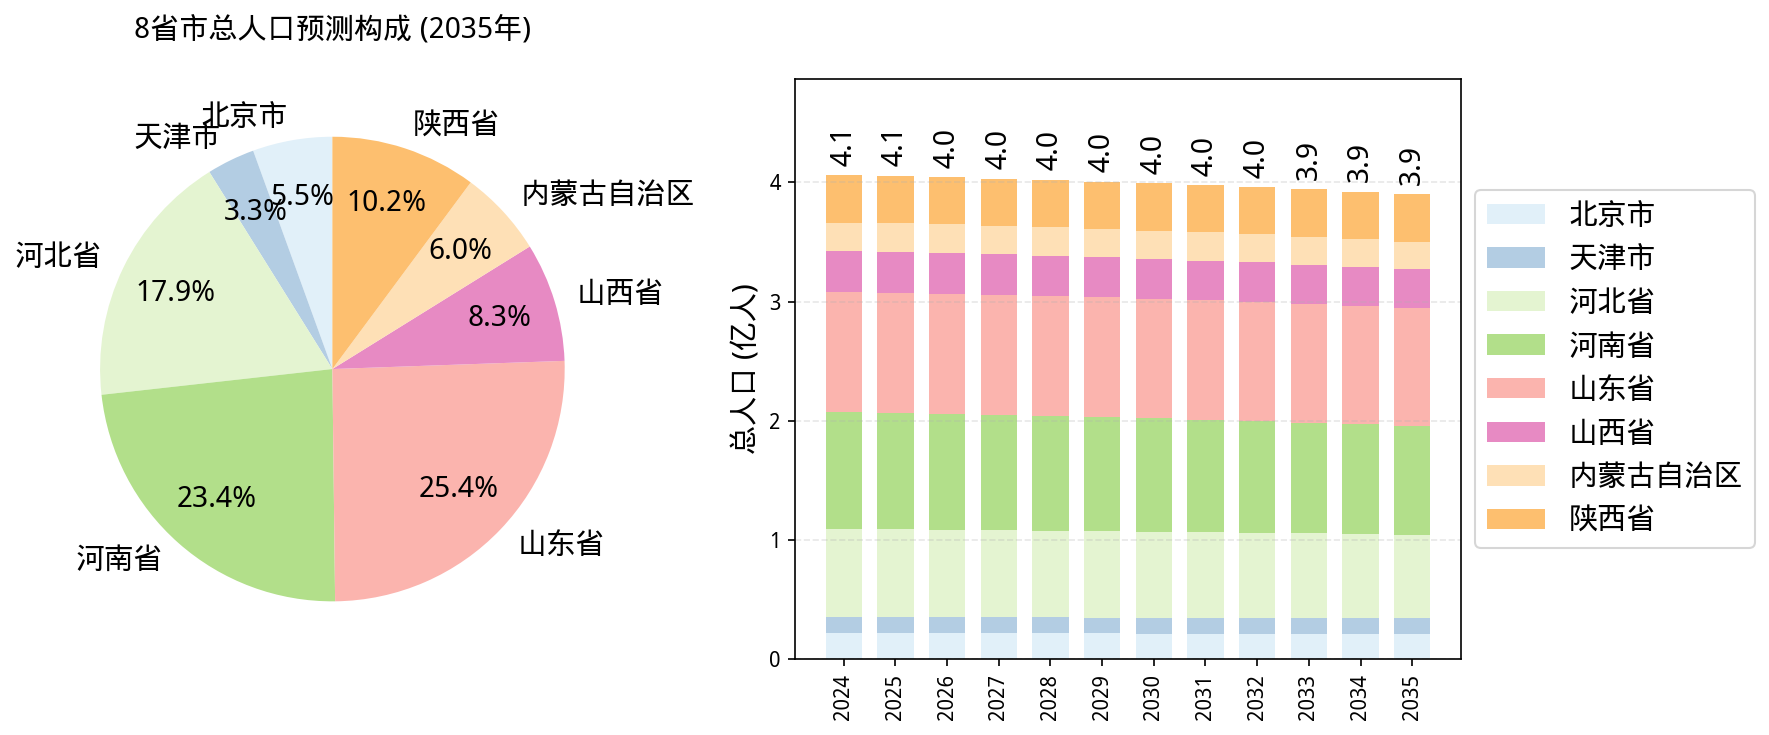 8省市总人口预测构成 (2035年)
北京市
天津市
河北省
河南省
山东省
山西省
内蒙古自治区
陕西省
5.5%
3.3%
17.9%
23.4%
25.4%
8.3%
6.0%
10.2%
总人口 (亿人)
4
3
2
1
0
4.1
4.1
4.0
4.0
4.0
4.0
4.0
4.0
4.0
3.9
3.9
3.9
2024
2025
2026
2027
2028
2029
2030
2031
2032
2033
2034
2035
北京市
天津市
河北省
河南省
山东省
山西省
内蒙古自治区
陕西省